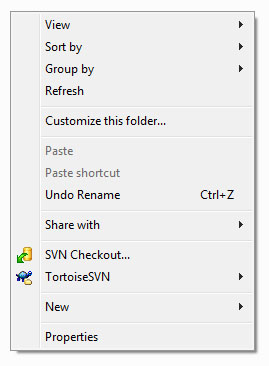 View
Sort by
Group by
Refresh
Customize this folder...
Paste
Paste shortcut
Undo Rename Ctrl+Z
Share with
SVN Checkout...
TortoiseSVN
New
Properties